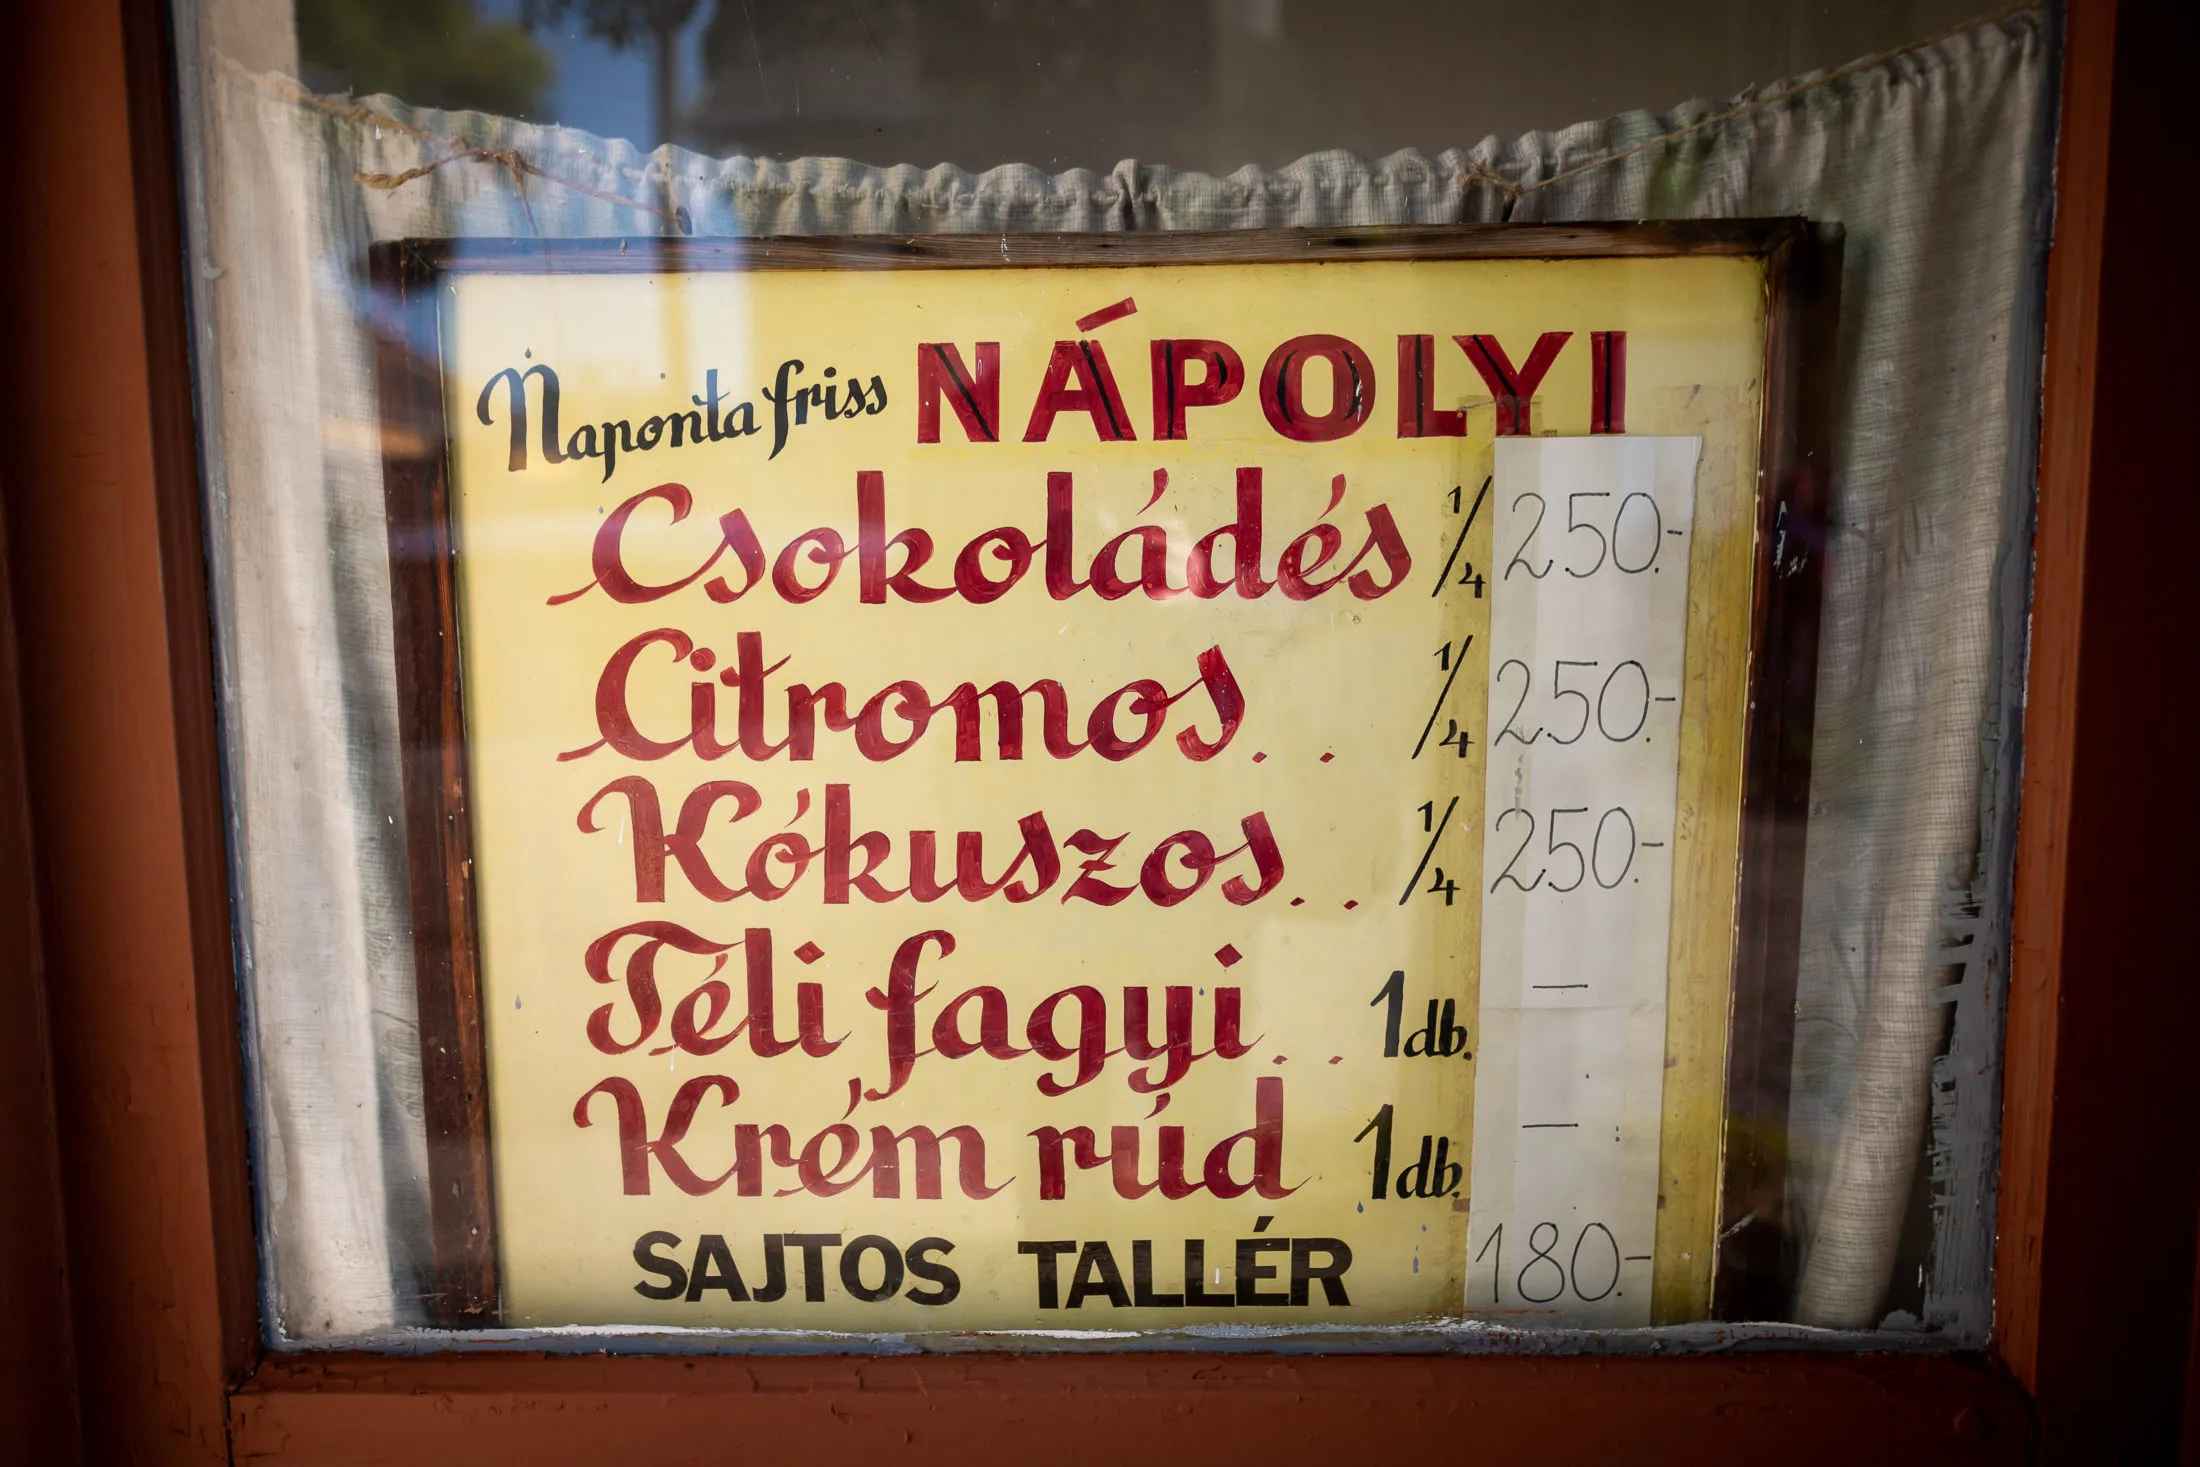 Naponta friss NÁPOLYI
Csokoládés 1/4 250.-
Citromos.. 1/4 250.-
Kókuszos.. 1/4 250.-
Téli fagyi.. 1db. –
Krém rúd 1db. –
SAJTOS TALLÉR 180.-